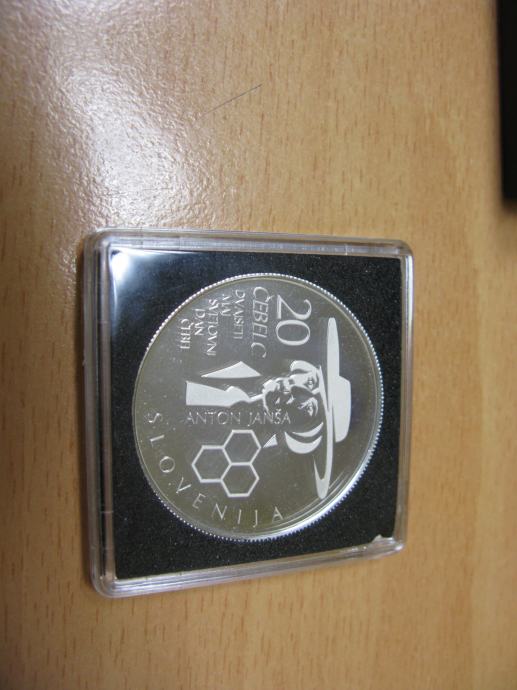 20
ČEBELC
DVAJSETI
MAJ
SVETOVNI
DAN
ČEBEL
ANTON JANŠA
SLOVENIJA